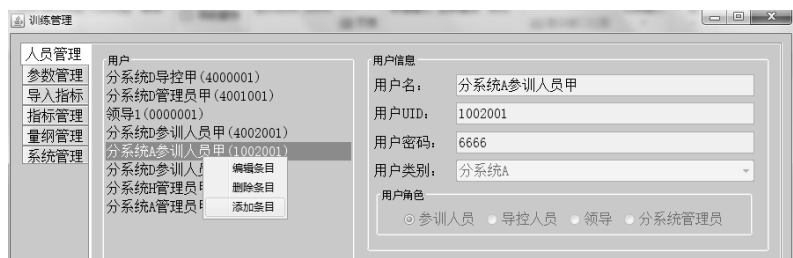 训练管理
人员管理
参数管理
导入指标
指标管理
量纲管理
系统管理
用户
分系统D导控甲(4000001)
分系统D管理员甲(4001001)
领导1(0000001)
分系统D参训人员甲(4002001)
分系统A参训人员甲(1002001)
分系统D参训人员
分系统H管理员甲
分系统A管理员甲
编辑条目
删除条目
添加条目
用户信息
用户名: 分系统A参训人员甲
用户UID: 1002001
用户密码: 6666
用户类别: 分系统A
用户角色
参训人员 导控人员 领导 分系统管理员